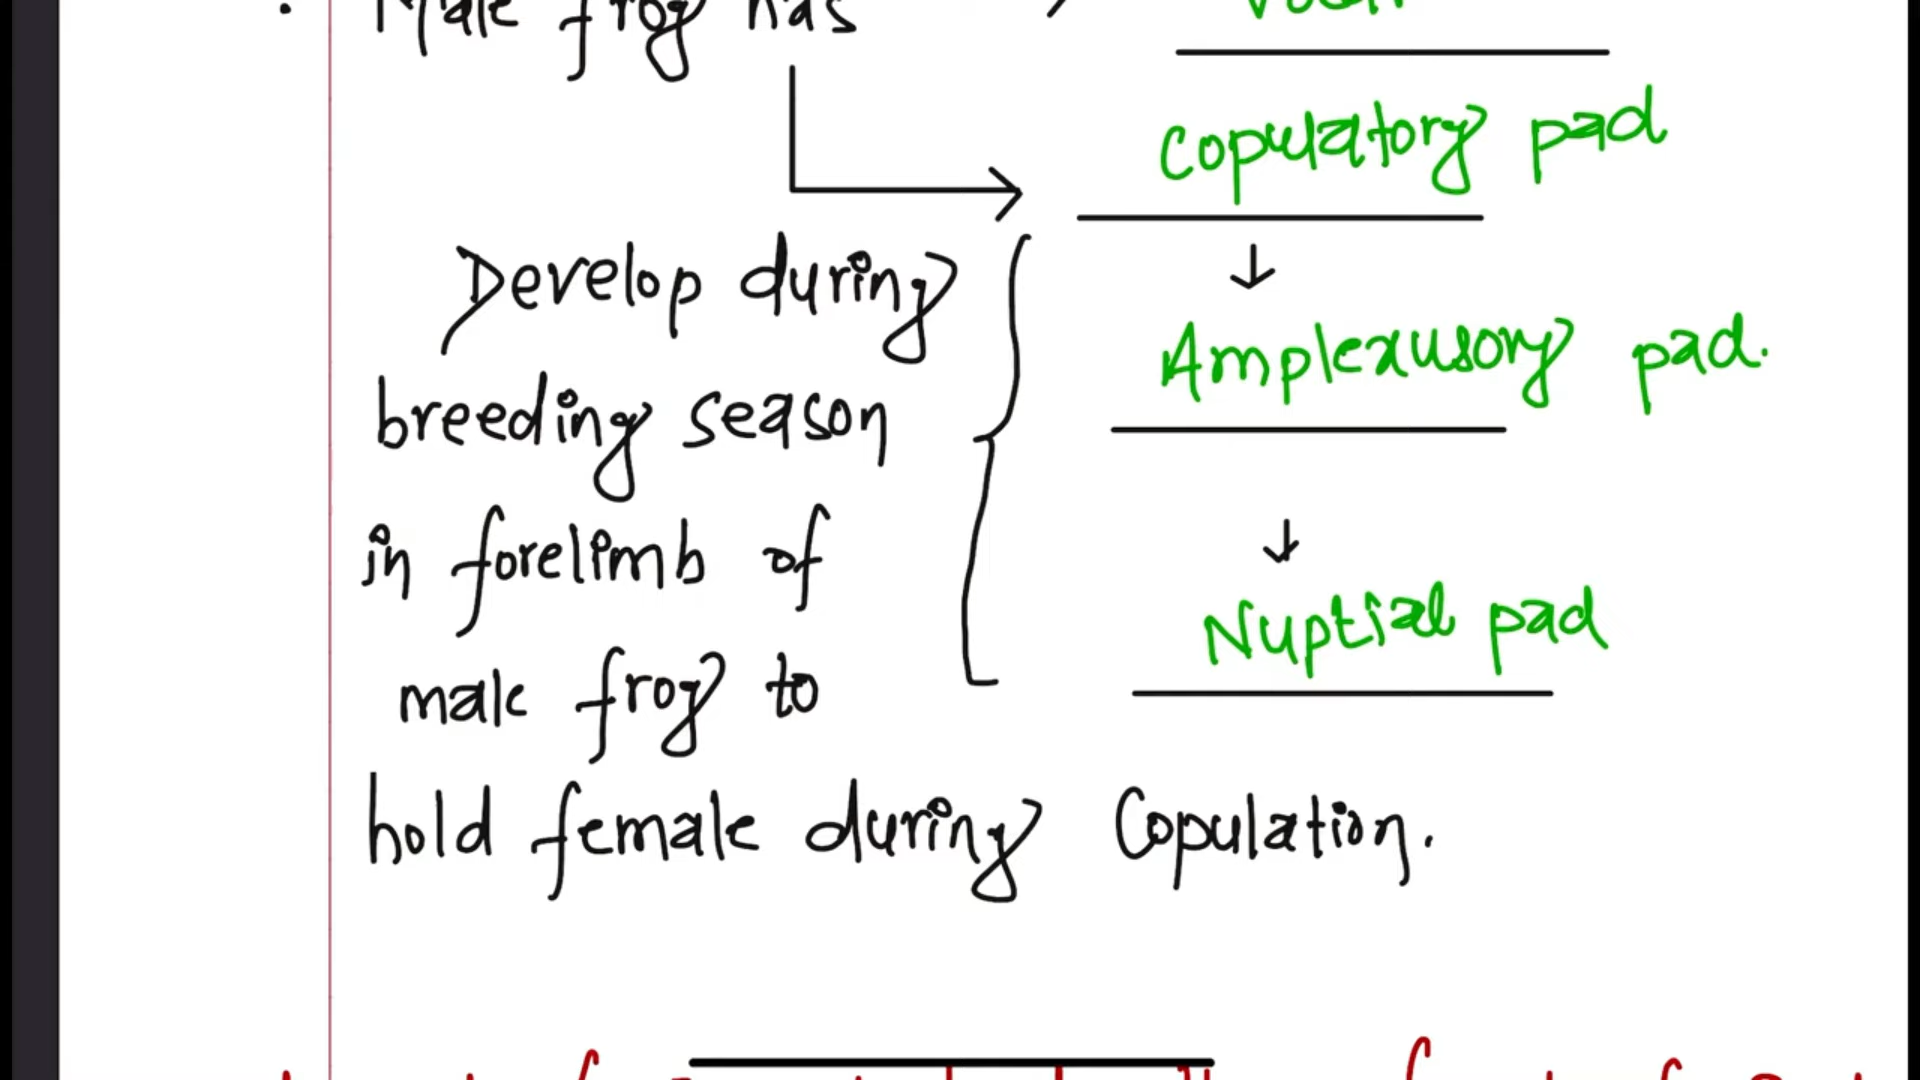 · Male frog has
Copulatory pad
↓
Develop during
Amplexusory pad.
breeding season
↓
in forelimb of
Nuptial pad
male frog to
hold female during Copulation.